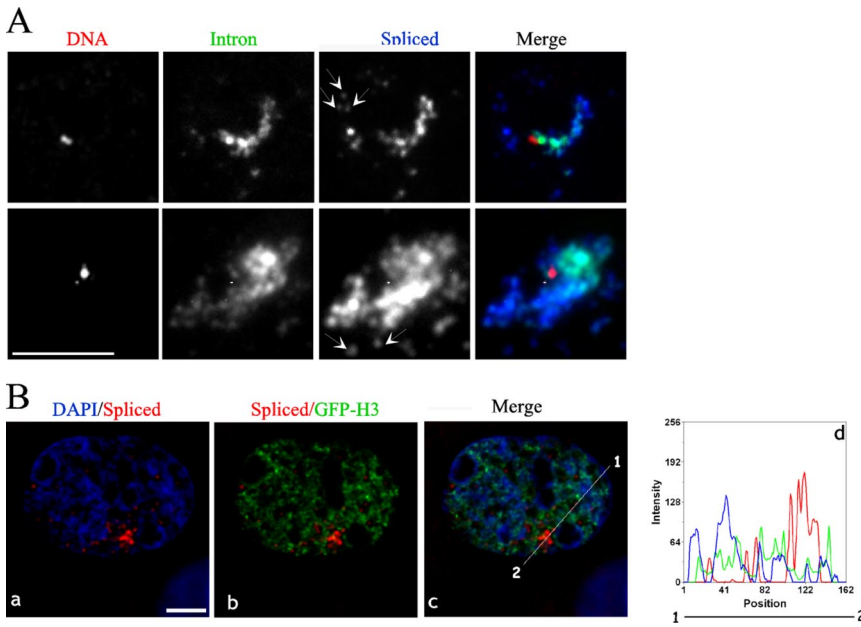 A
DNA Intron Spliced Merge
B
DAPI/Spliced Spliced/GFP-H3 Merge
1
2
a b c
d
256
192
128
64
0
Intensity
1 41 82 122 162
Position
1 2